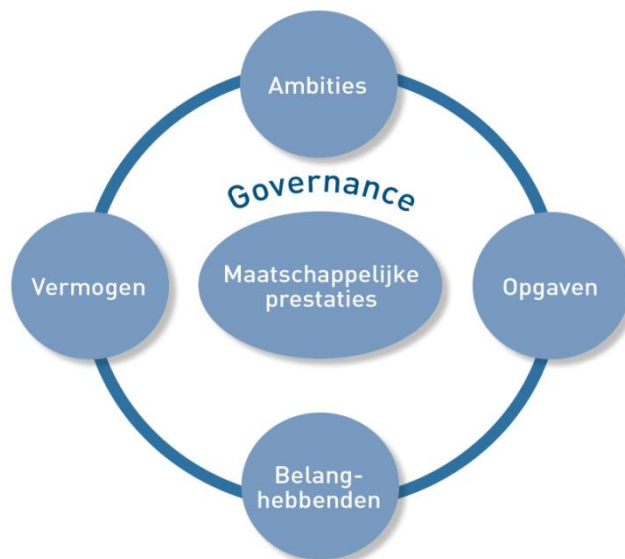 Ambities
Governance
Vermogen
Maatschappelijke
prestaties
Opgaven
Belang-
hebbenden